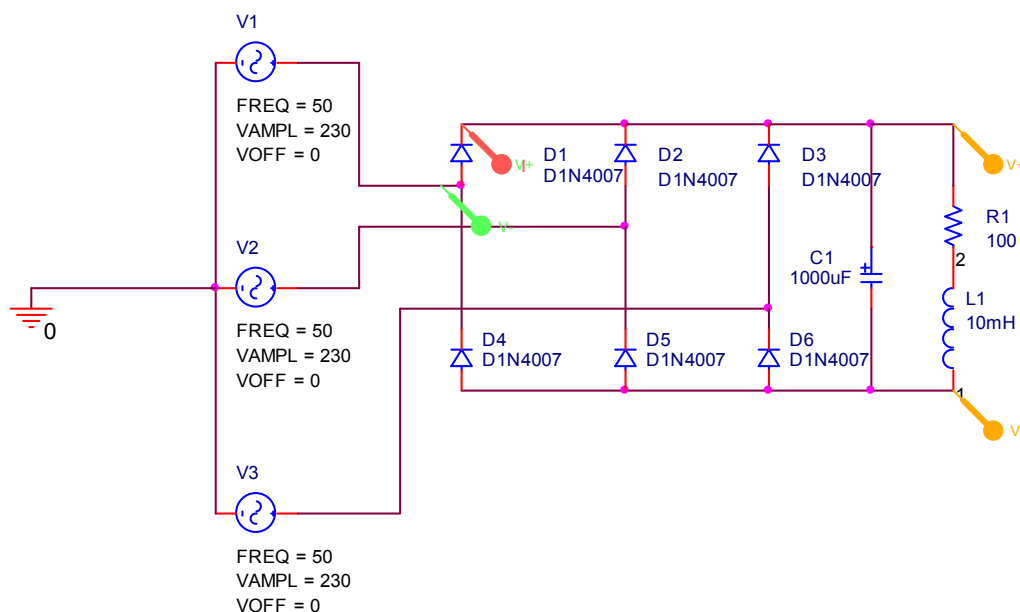 V1
FREQ = 50
VAMPL = 230
VOFF = 0
D1
D1N4007
D2
D1N4007
D3
D1N4007
V+
V-
V+
R1
100
2
V2
FREQ = 50
VAMPL = 230
VOFF = 0
0
C1
1000uF
L1
10mH
D4
D1N4007
D5
D1N4007
D6
D1N4007
1
V-
V3
FREQ = 50
VAMPL = 230
VOFF = 0